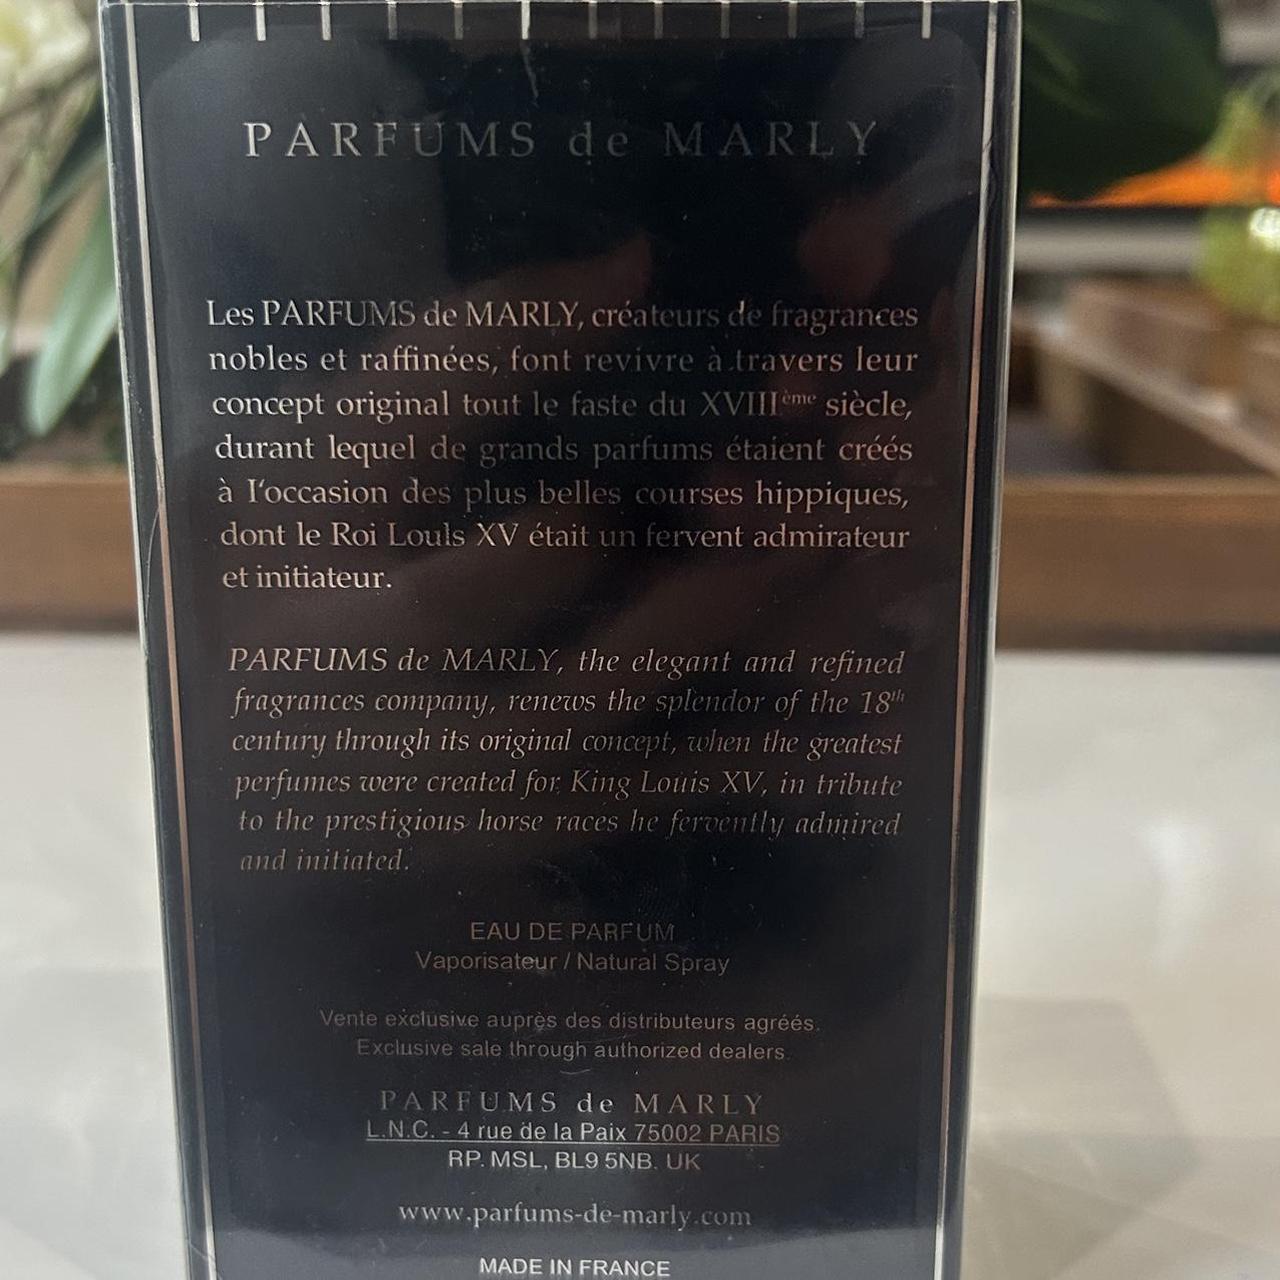 PARFUMS de MARLY
Les PARFUMS de MARLY, créateurs de fragrances
nobles et raffinées, font revivre à travers leur
concept original tout le faste du XVIIIème siècle,
durant lequel de grands parfums étaient créés
à l'occasion des plus belles courses hippiques,
dont le Roi Louis XV était un fervent admirateur
et initiateur.
PARFUMS de MARLY, the elegant and refined
fragrances company, renews the splendor of the 18th
century through its original concept, when the greatest
perfumes were created for King Louis XV, in tribute
to the prestigious horse races he fervently admired
and initiated.
EAU DE PARFUM
Vaporisateur / Natural Spray
Vente exclusive auprès des distributeurs agréés.
Exclusive sale through authorized dealers.
PARFUMS de MARLY
L.N.C. - 4 rue de la Paix 75002 PARIS
RP. MSL, BL9 5NB. UK
www.parfums-de-marly.com
MADE IN FRANCE